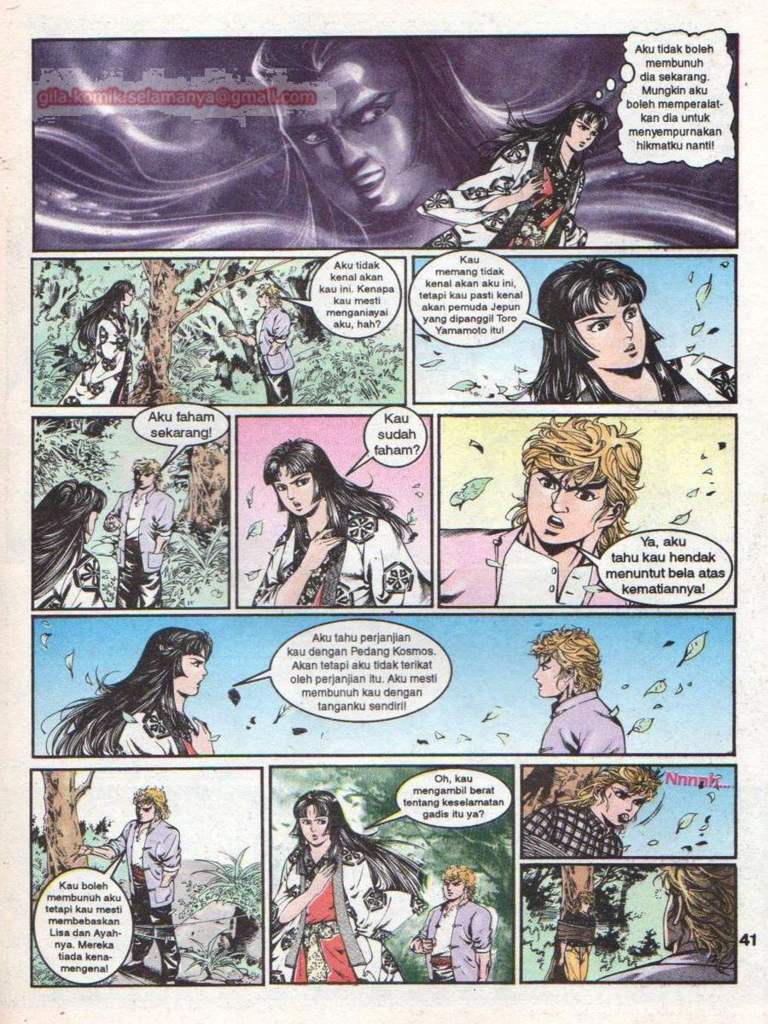 Aku tidak boleh
membunuh
dia sekarang.
Mungkin aku
boleh memperalat-
kan dia untuk
menyempurnakan
hikmatku nanti!
gila.komik.selamanya@gmail.com
Aku tidak
kenal akan
kau ini. Kenapa
kau mesti
menganiayai
aku, hah?
Kau
memang tidak
kenal akan aku ini,
tetapi kau pasti kenal
akan pemuda Jepun
yang dipanggil Toro
Yamamoto itu!
Aku faham
sekarang!
Kau
sudah
faham?
Ya, aku
tahu kau hendak
menuntut bela atas
kematiannya!
Aku tahu perjanjian
kau dengan Pedang Kosmos.
Akan tetapi aku tidak terikat
oleh perjanjian itu. Aku mesti
membunuh kau dengan
tanganku sendiri!
Kau boleh
membunuh aku
tetapi kau mesti
membebaskan
Lisa dan Ayah-
nya. Mereka
tiada kena-
mengena!
Oh, kau
mengambil berat
tentang keselamatan
gadis itu ya?
Nnnnh...
41